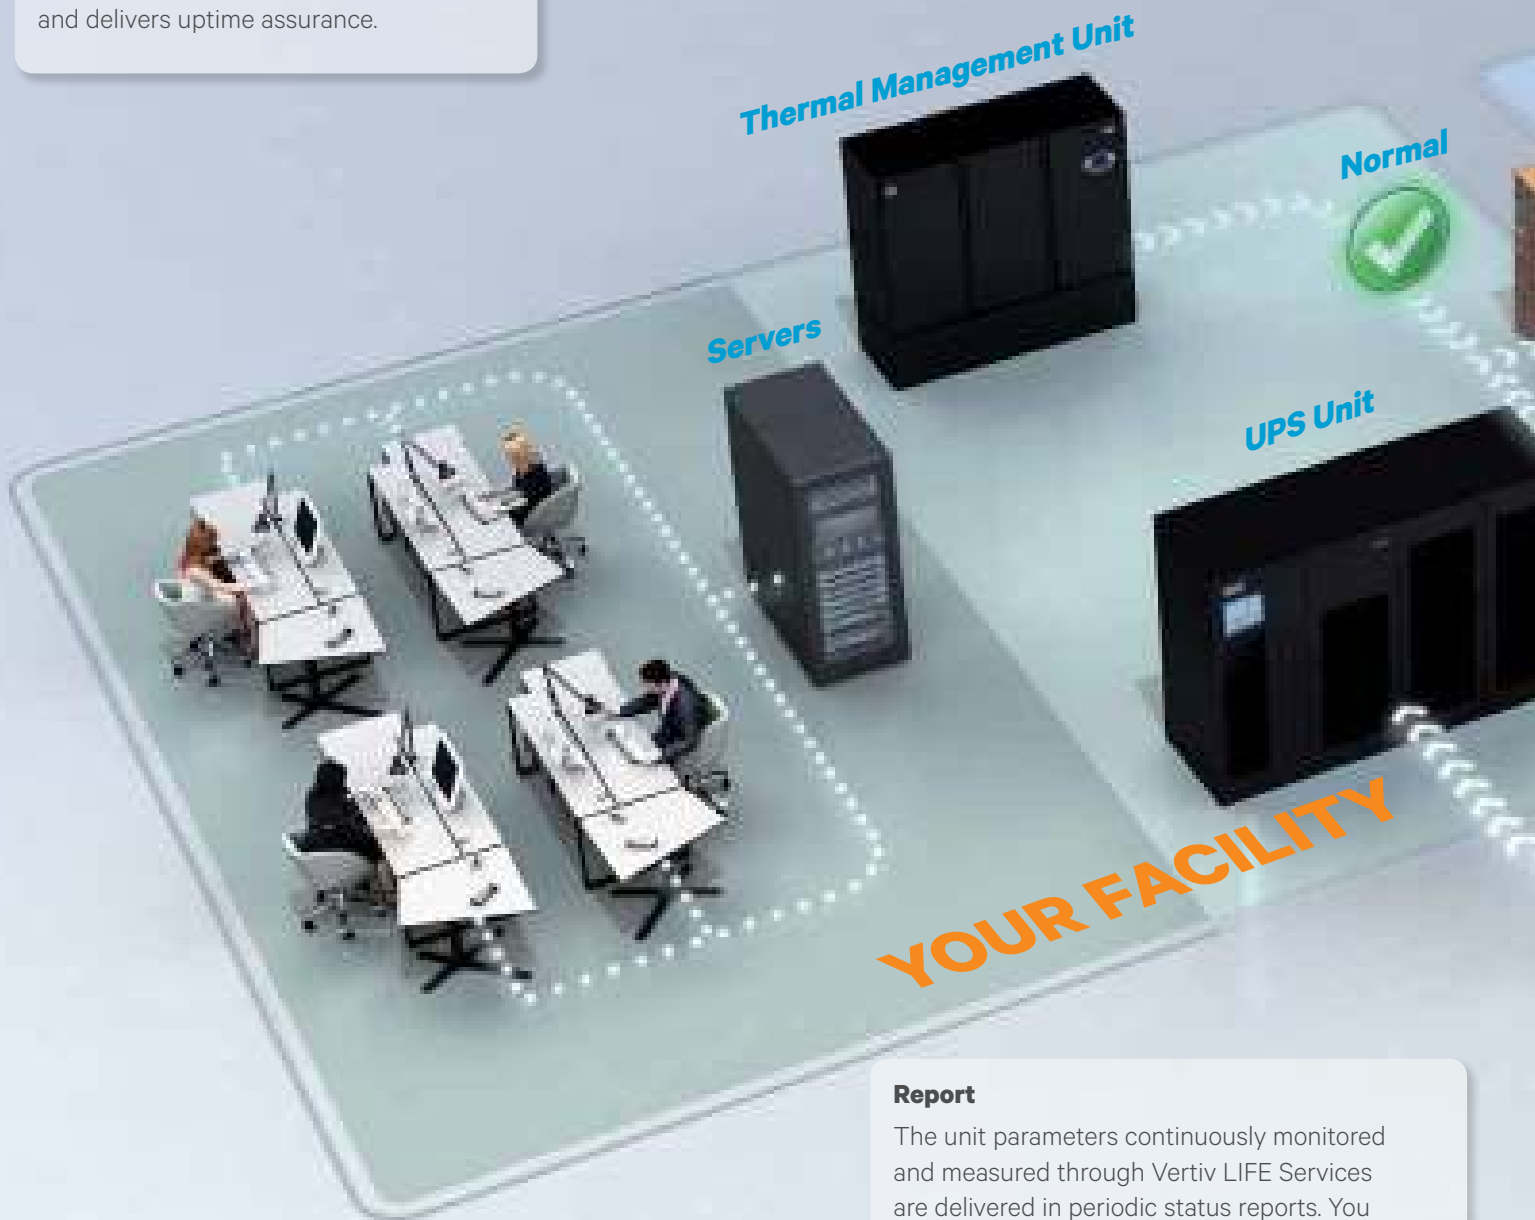 and delivers uptime assurance.
Thermal Management Unit
Normal
Servers
UPS Unit
YOUR FACILITY
Report
The unit parameters continuously monitored
and measured through Vertiv LIFE Services
are delivered in periodic status reports. You